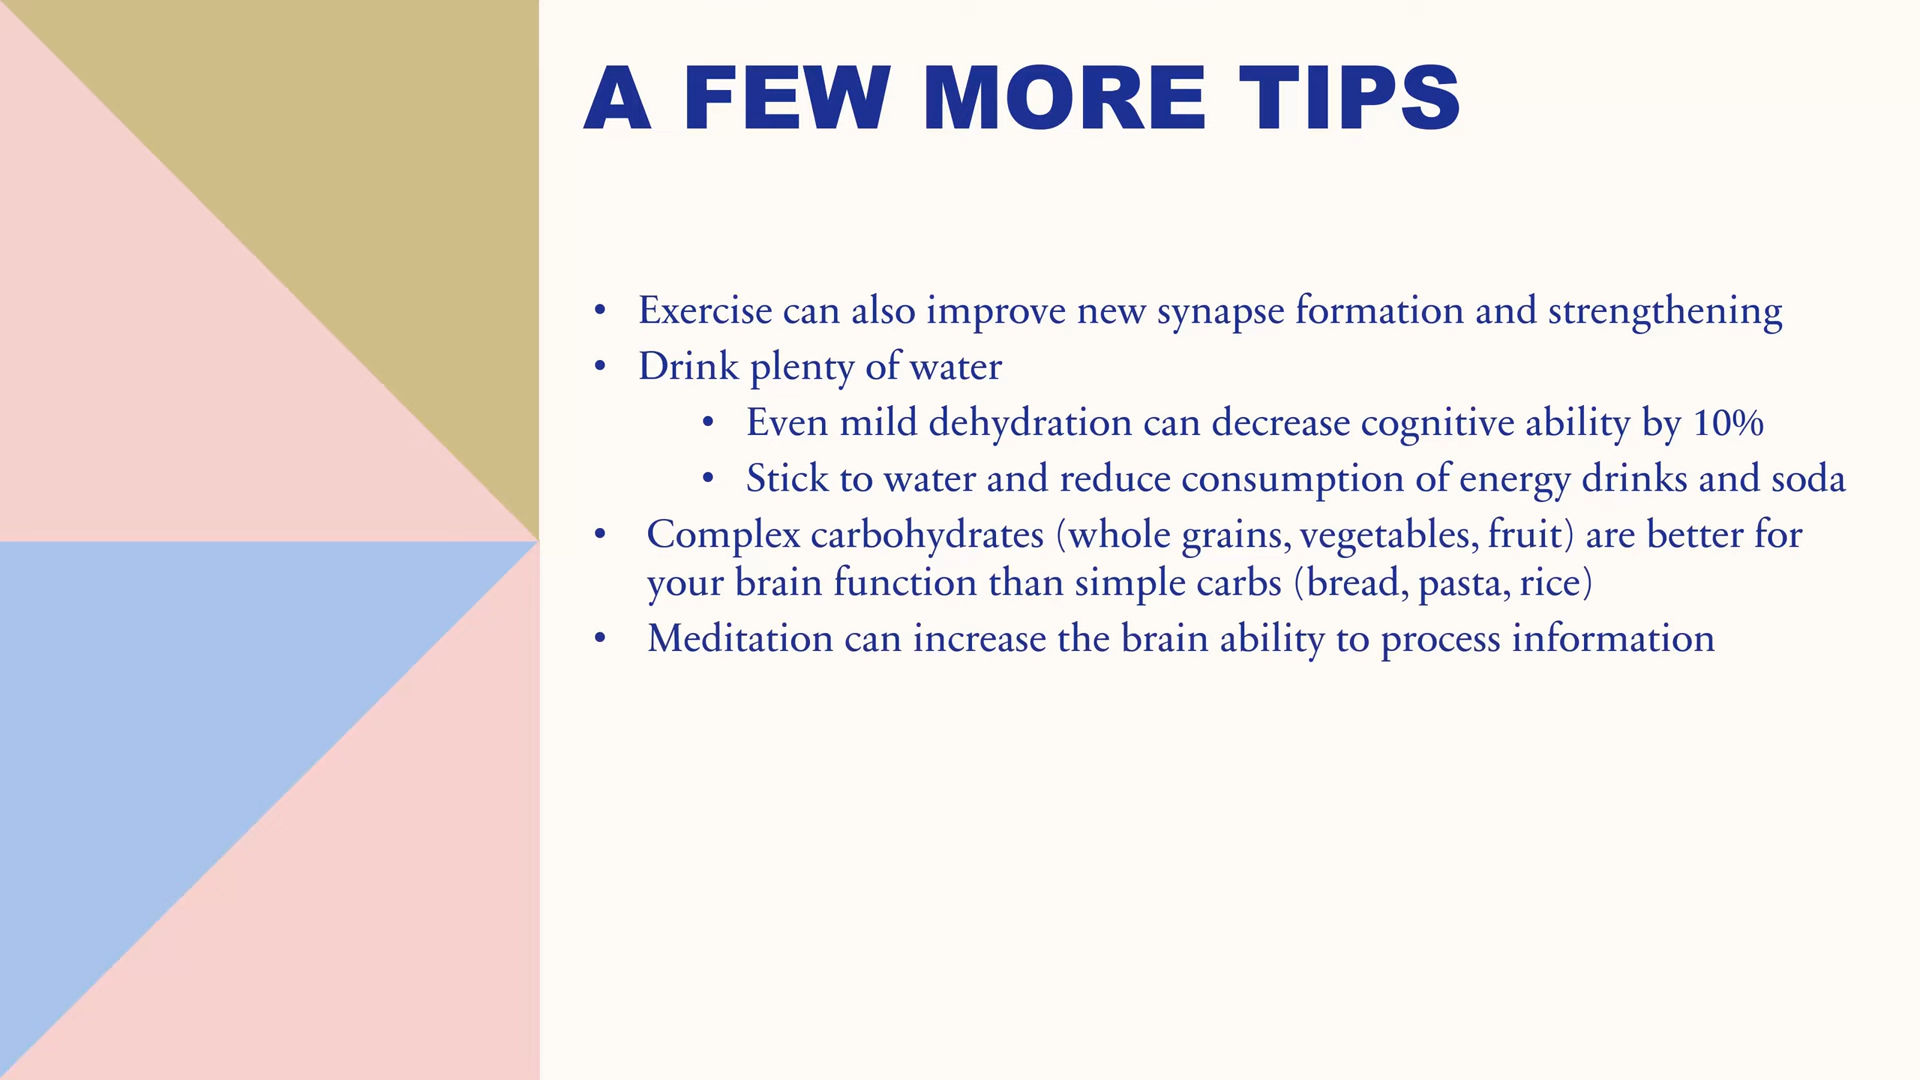 A FEW MORE TIPS
• Exercise can also improve new synapse formation and strengthening
• Drink plenty of water
• Even mild dehydration can decrease cognitive ability by 10%
• Stick to water and reduce consumption of energy drinks and soda
• Complex carbohydrates (whole grains, vegetables, fruit) are better for
your brain function than simple carbs (bread, pasta, rice)
• Meditation can increase the brain ability to process information